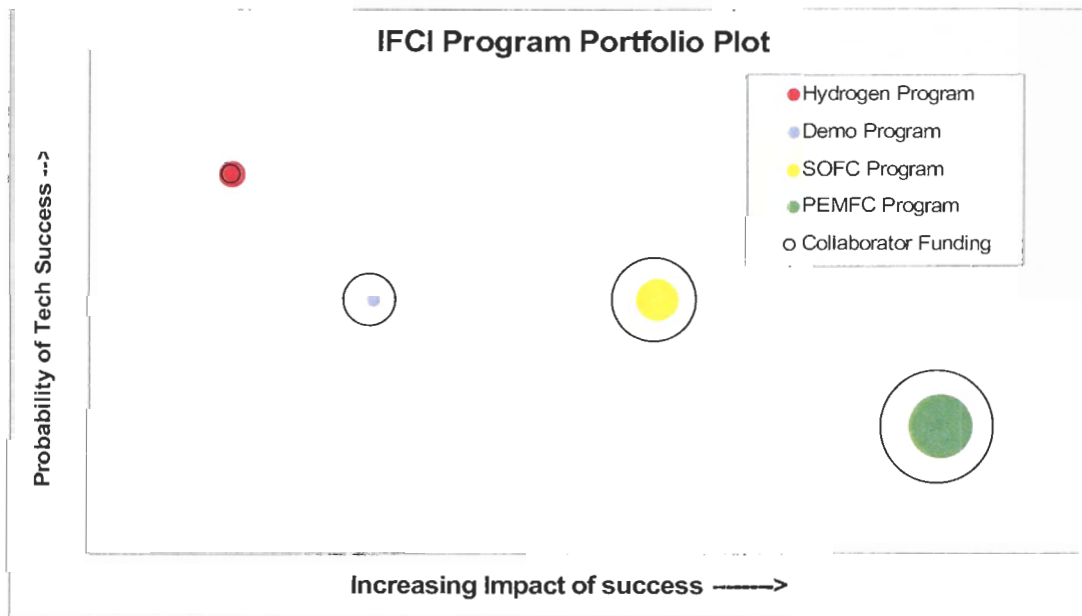 IFCI Program Portfolio Plot
Hydrogen Program
Demo Program
SOFC Program
PEMFC Program
Collaborator Funding
Probability of Tech Success -->
Increasing Impact of success ------->